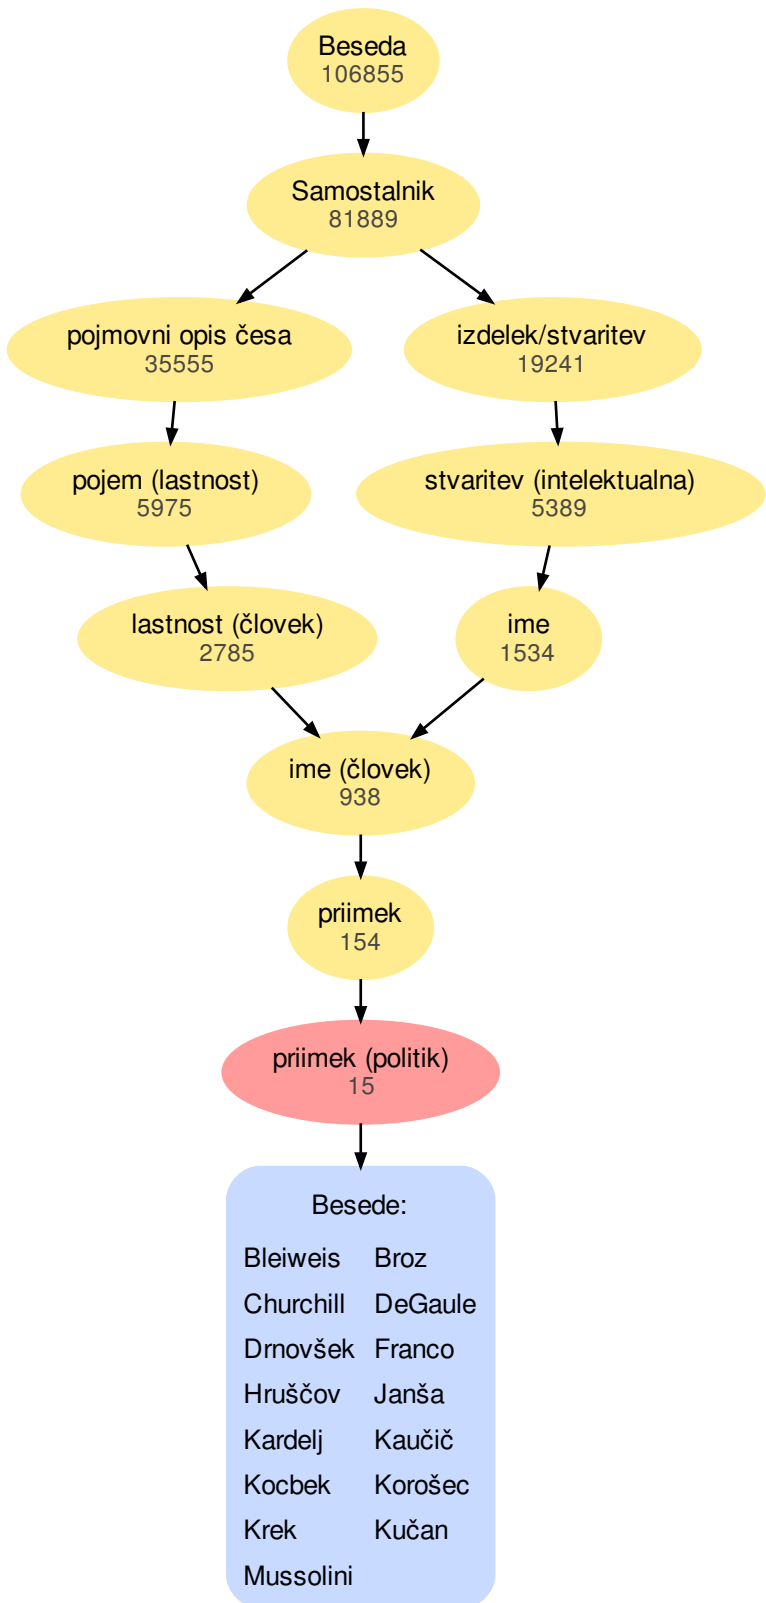 Beseda
106855
Samostalnik
81889
pojmovni opis česa
35555
izdelek/stvaritev
19241
pojem (lastnost)
5975
stvaritev (intelektualna)
5389
lastnost (človek)
2785
ime
1534
ime (človek)
938
priimek
154
priimek (politik)
15
Besede:
Bleiweis Broz
Churchill DeGaule
Drnovšek Franco
Hruščov Janša
Kardelj Kaučič
Kocbek Korošec
Krek Kučan
Mussolini